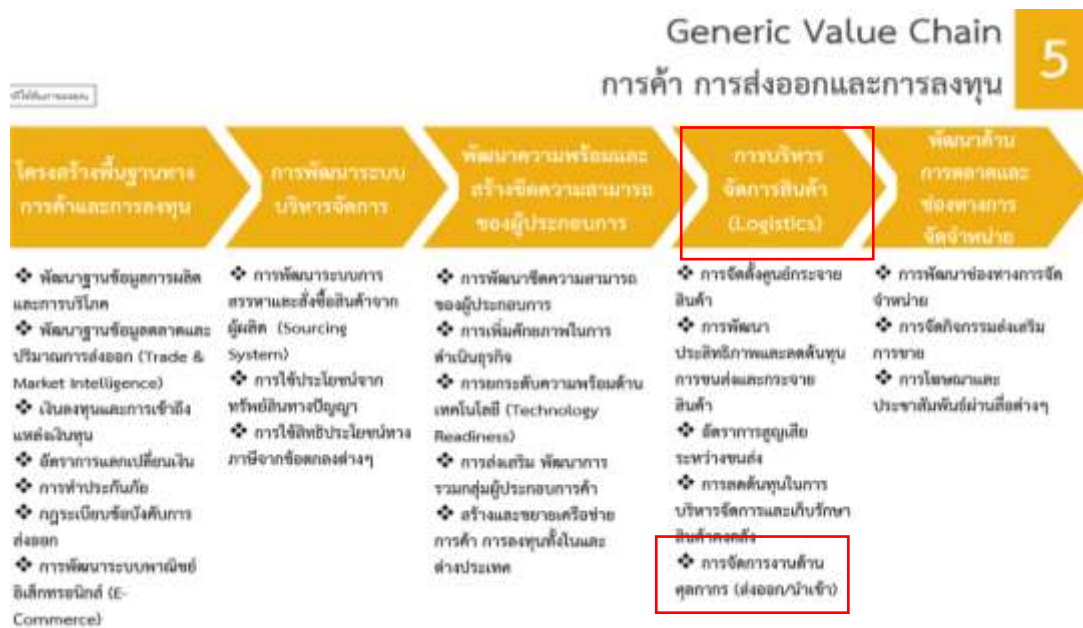 Generic Value Chain
การค้า การส่งออกและการลงทุน
5
โครงสร้างพื้นฐานทาง
การค้าและการลงทุน
การพัฒนาระบบ
บริหารจัดการ
พัฒนาความพร้อมและ
สร้างขีดความสามารถ
ของผู้ประกอบการ
การบริหาร
จัดการสินค้า
(Logistics)
พัฒนาด้าน
การตลาดและ
ช่องทางการ
จัดจำหน่าย
❖ พัฒนาฐานข้อมูลการผลิต
และการบริโภค
❖ พัฒนาฐานข้อมูลตลาดและ
ปริมาณการส่งออก (Trade &
Market Intelligence)
❖ เงินลงทุนและการเข้าถึง
แหล่งเงินทุน
❖ อัตราการแลกเปลี่ยนเงิน
❖ การทำประกันภัย
❖ กฎระเบียบข้อบังคับการ
ส่งออก
❖ การพัฒนาระบบพาณิชย์
อิเล็กทรอนิกส์ (E-
Commerce)
❖ การพัฒนาระบบการ
สรรหาและสั่งซื้อสินค้าจาก
ผู้ผลิต (Sourcing
System)
❖ การใช้ประโยชน์จาก
ทรัพย์สินทางปัญญา
❖ การใช้สิทธิประโยชน์ทาง
ภาษีจากข้อตกลงต่างๆ
❖ การพัฒนาขีดความสามารถ
ของผู้ประกอบการ
❖ การเพิ่มศักยภาพในการ
ดำเนินธุรกิจ
❖ การยกระดับความพร้อมด้าน
เทคโนโลยี (Technology
Readiness)
❖ การส่งเสริม พัฒนาการ
รวมกลุ่มผู้ประกอบการค้า
❖ สร้างและขยายเครือข่าย
การค้า การลงทุนทั้งในและ
ต่างประเทศ
❖ การจัดตั้งศูนย์กระจาย
สินค้า
❖ การพัฒนา
ประสิทธิภาพและลดต้นทุน
การขนส่งและกระจาย
สินค้า
❖ อัตราการสูญเสีย
ระหว่างขนส่ง
❖ การลดต้นทุนในการ
บริหารจัดการและเก็บรักษา
สินค้าคงคลัง
❖ การจัดการงานด้าน
ศุลกากร (ส่งออก/นำเข้า)
❖ การพัฒนาช่องทางการจัด
จำหน่าย
❖ การจัดกิจกรรมส่งเสริม
การขาย
❖ การโฆษณาและ
ประชาสัมพันธ์ผ่านสื่อต่างๆ